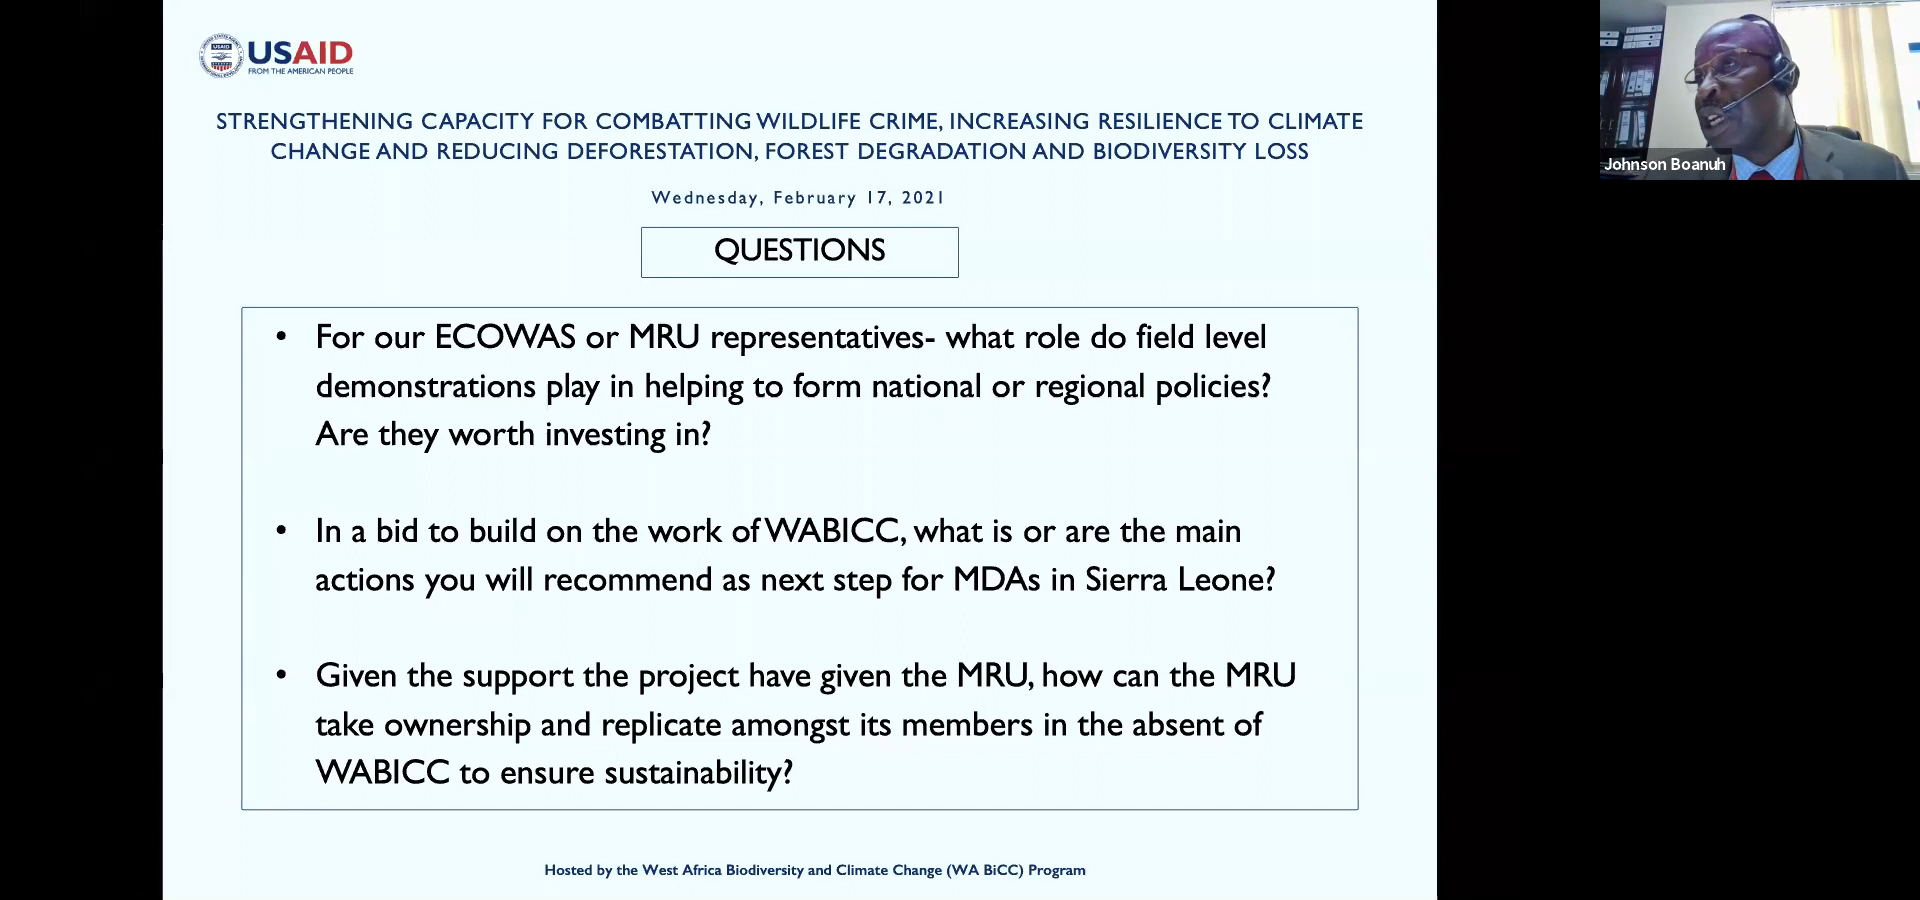 USAID
FROM THE AMERICAN PEOPLE
STRENGTHENING CAPACITY FOR COMBATTING WILDLIFE CRIME, INCREASING RESILIENCE TO CLIMATE
CHANGE AND REDUCING DEFORESTATION, FOREST DEGRADATION AND BIODIVERSITY LOSS
Wednesday, February 17, 2021
QUESTIONS
• For our ECOWAS or MRU representatives- what role do field level
demonstrations play in helping to form national or regional policies?
Are they worth investing in?
• In a bid to build on the work of WABICC, what is or are the main
actions you will recommend as next step for MDAs in Sierra Leone?
• Given the support the project have given the MRU, how can the MRU
take ownership and replicate amongst its members in the absent of
WABICC to ensure sustainability?
Hosted by the West Africa Biodiversity and Climate Change (WA BiCC) Program
Johnson Boanuh